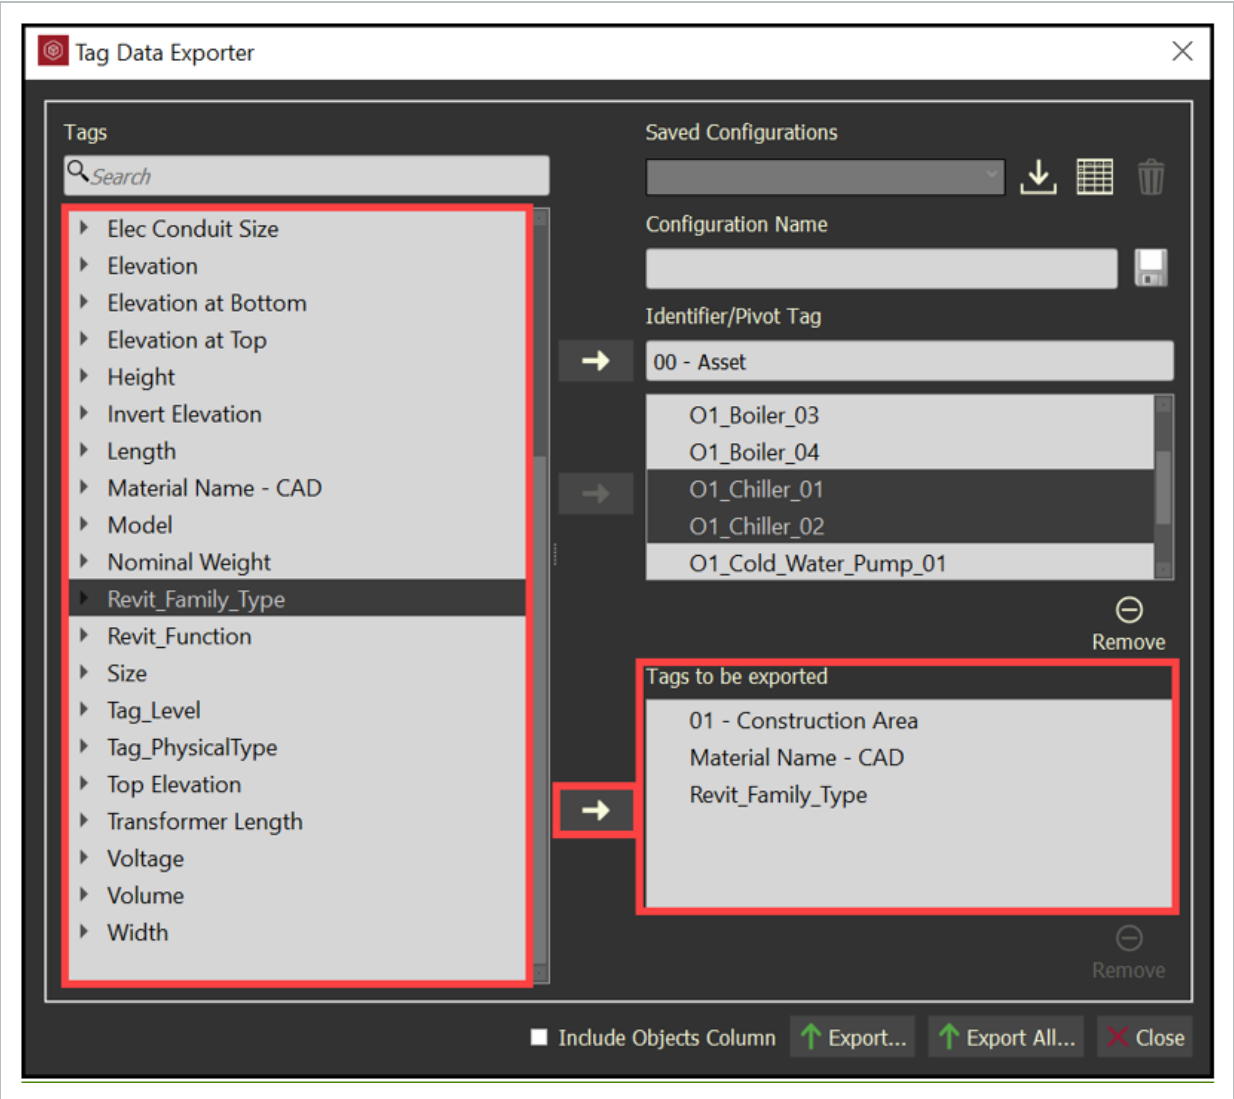 Tag Data Exporter
Tags
Search
Elec Conduit Size
Elevation
Elevation at Bottom
Elevation at Top
Height
Invert Elevation
Length
Material Name - CAD
Model
Nominal Weight
Revit_Family_Type
Revit_Function
Size
Tag_Level
Tag_PhysicalType
Top Elevation
Transformer Length
Voltage
Volume
Width
Saved Configurations
Configuration Name
Identifier/Pivot Tag
00 - Asset
O1_Boiler_03
O1_Boiler_04
O1_Chiller_01
O1_Chiller_02
O1_Cold_Water_Pump_01
Remove
Tags to be exported
01 - Construction Area
Material Name - CAD
Revit_Family_Type
Remove
Include Objects Column
Export...
Export All...
Close